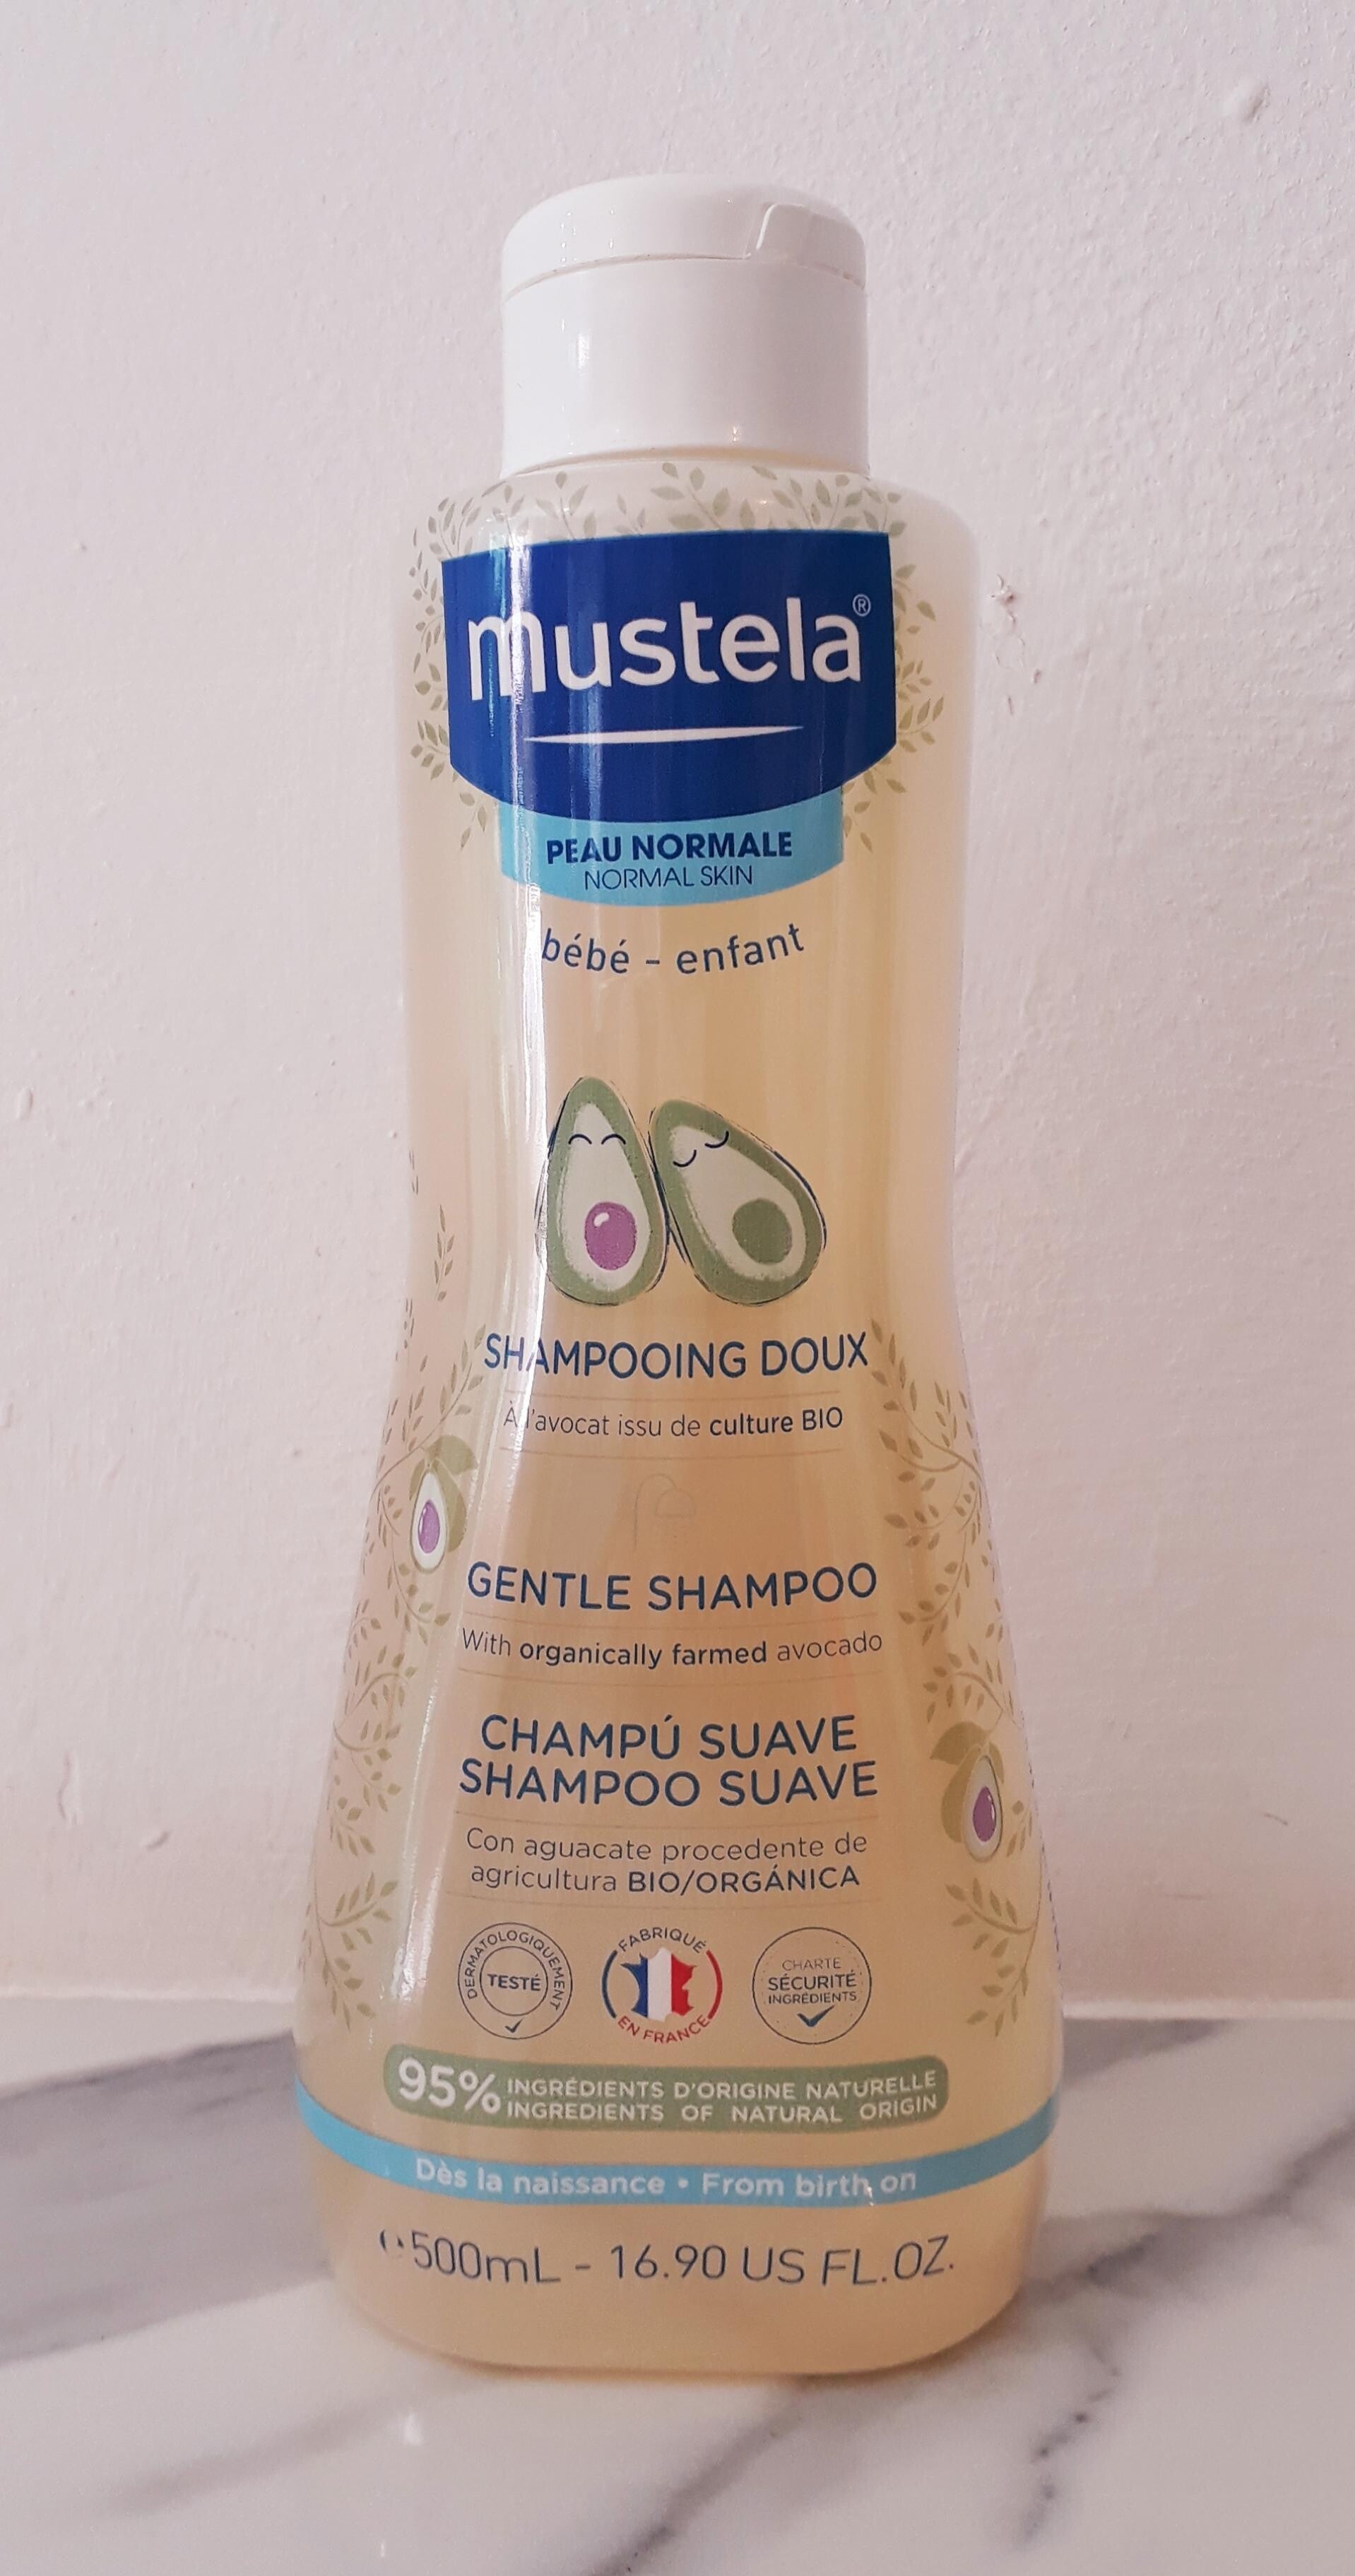 mustela®
PEAU NORMALE
NORMAL SKIN
bébé - enfant
SHAMPOOING DOUX
À l'avocat issu de culture BIO
GENTLE SHAMPOO
With organically farmed avocado
CHAMPÚ SUAVE
SHAMPOO SUAVE
Con aguacate procedente de
agricultura BIO/ORGÁNICA
DERMATOLOGIQUEMENT
TESTÉ
FABRIQUÉ
EN FRANCE
CHARTE
SÉCURITÉ
INGRÉDIENTS
95% INGRÉDIENTS D'ORIGINE NATURELLE
INGREDIENTS OF NATURAL ORIGIN
Dès la naissance • From birth on
℮500mL - 16.90 US FL.OZ.